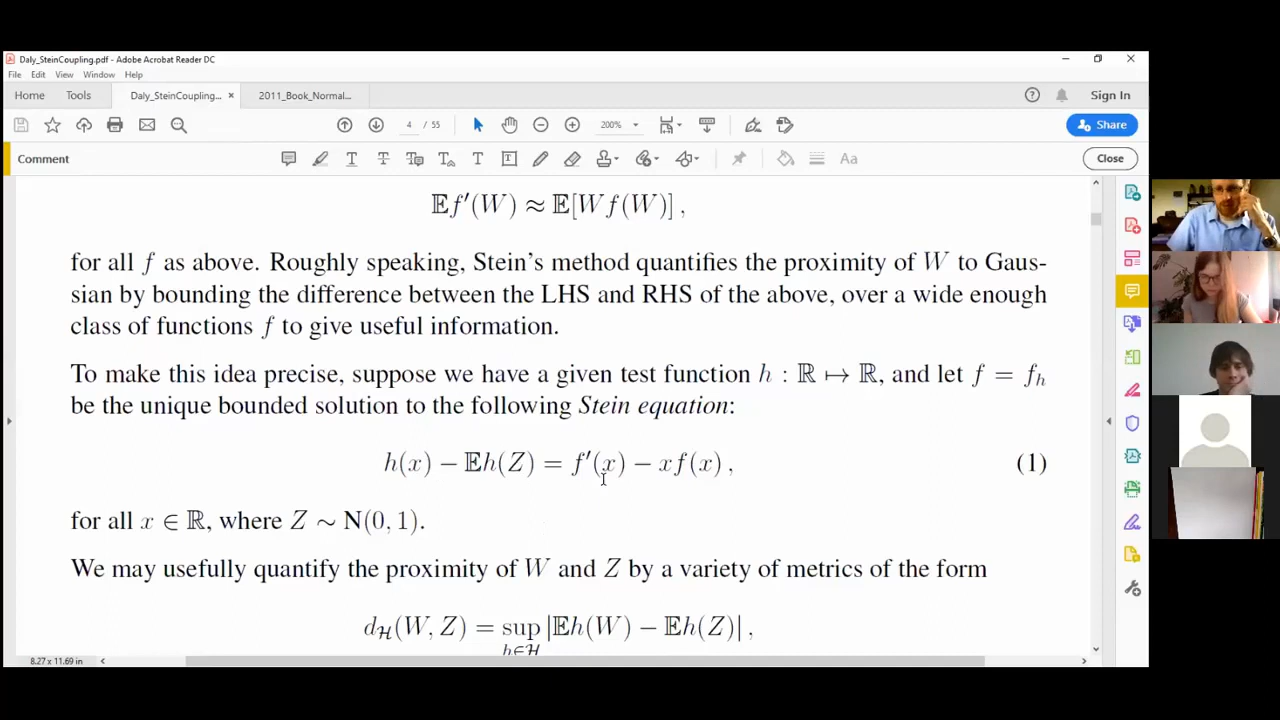 Daly_SteinCoupling.pdf - Adobe Acrobat Reader DC
File Edit View Window Help
Home Tools Daly_SteinCoupling... × 2011_Book_Normal... Sign In
4 / 55 200% Share
Comment Close
𝔼f′(W) ≈ 𝔼[Wf(W)] ,
for all f as above. Roughly speaking, Stein's method quantifies the proximity of W to Gaus-
sian by bounding the difference between the LHS and RHS of the above, over a wide enough
class of functions f to give useful information.
To make this idea precise, suppose we have a given test function h : ℝ ↦ ℝ, and let f = f_h
be the unique bounded solution to the following Stein equation:
h(x) − 𝔼h(Z) = f′(x) − xf(x) , (1)
for all x ∈ ℝ, where Z ∼ N(0, 1).
We may usefully quantify the proximity of W and Z by a variety of metrics of the form
d_ℋ(W, Z) = sup |𝔼h(W) − 𝔼h(Z)| ,
h∈ℋ
8.27 x 11.69 in